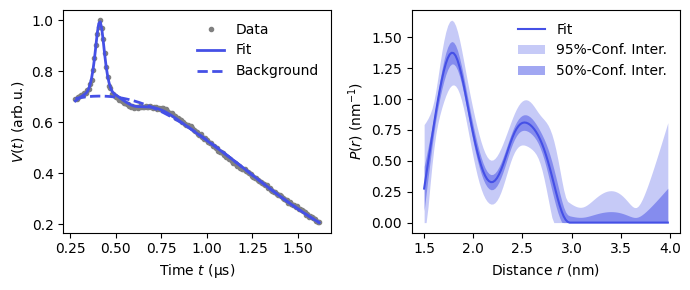 1.0
0.8
0.6
0.4
0.2
V(t) (arb.u.)
Data
Fit
Background
0.25 0.50 0.75 1.00 1.25 1.50
Time t (μs)
1.50
1.25
1.00
0.75
0.50
0.25
0.00
P(r) (nm⁻¹)
Fit
95%-Conf. Inter.
50%-Conf. Inter.
1.5 2.0 2.5 3.0 3.5 4.0
Distance r (nm)